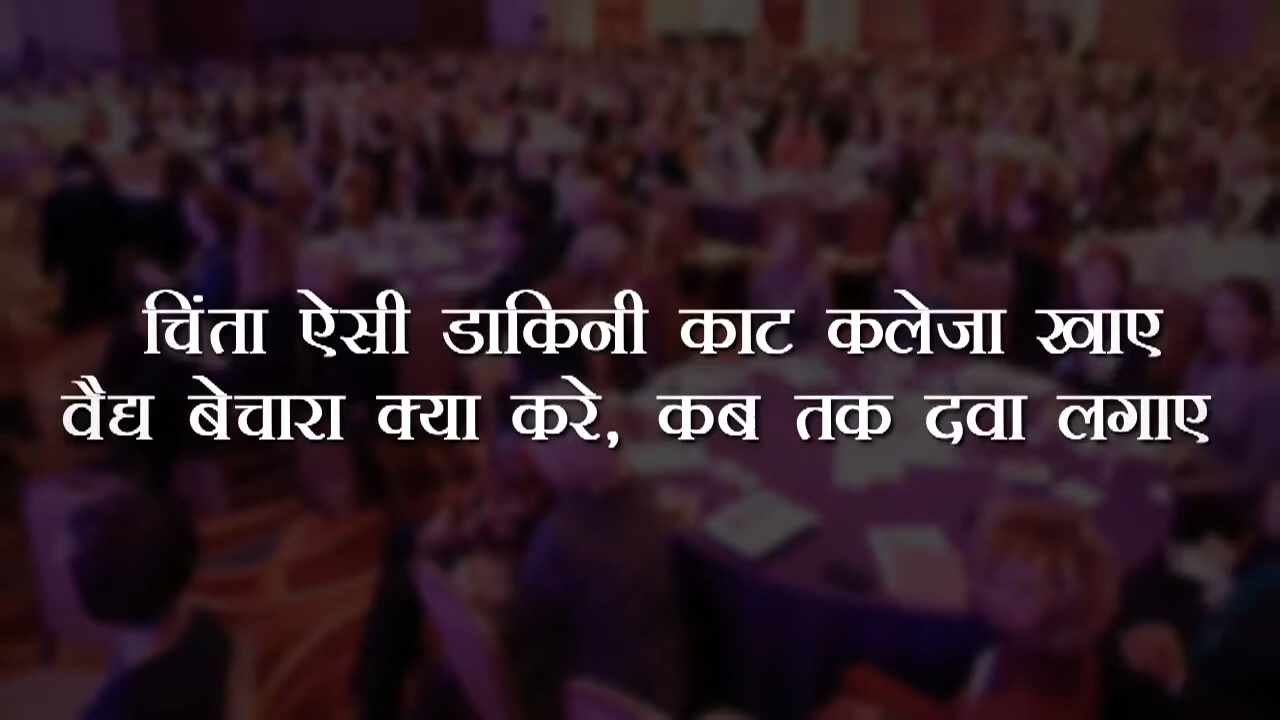 चिंता ऐसी डाकिनी काट कलेजा खाए
वैद्य बेचारा क्या करे, कब तक दवा लगाए